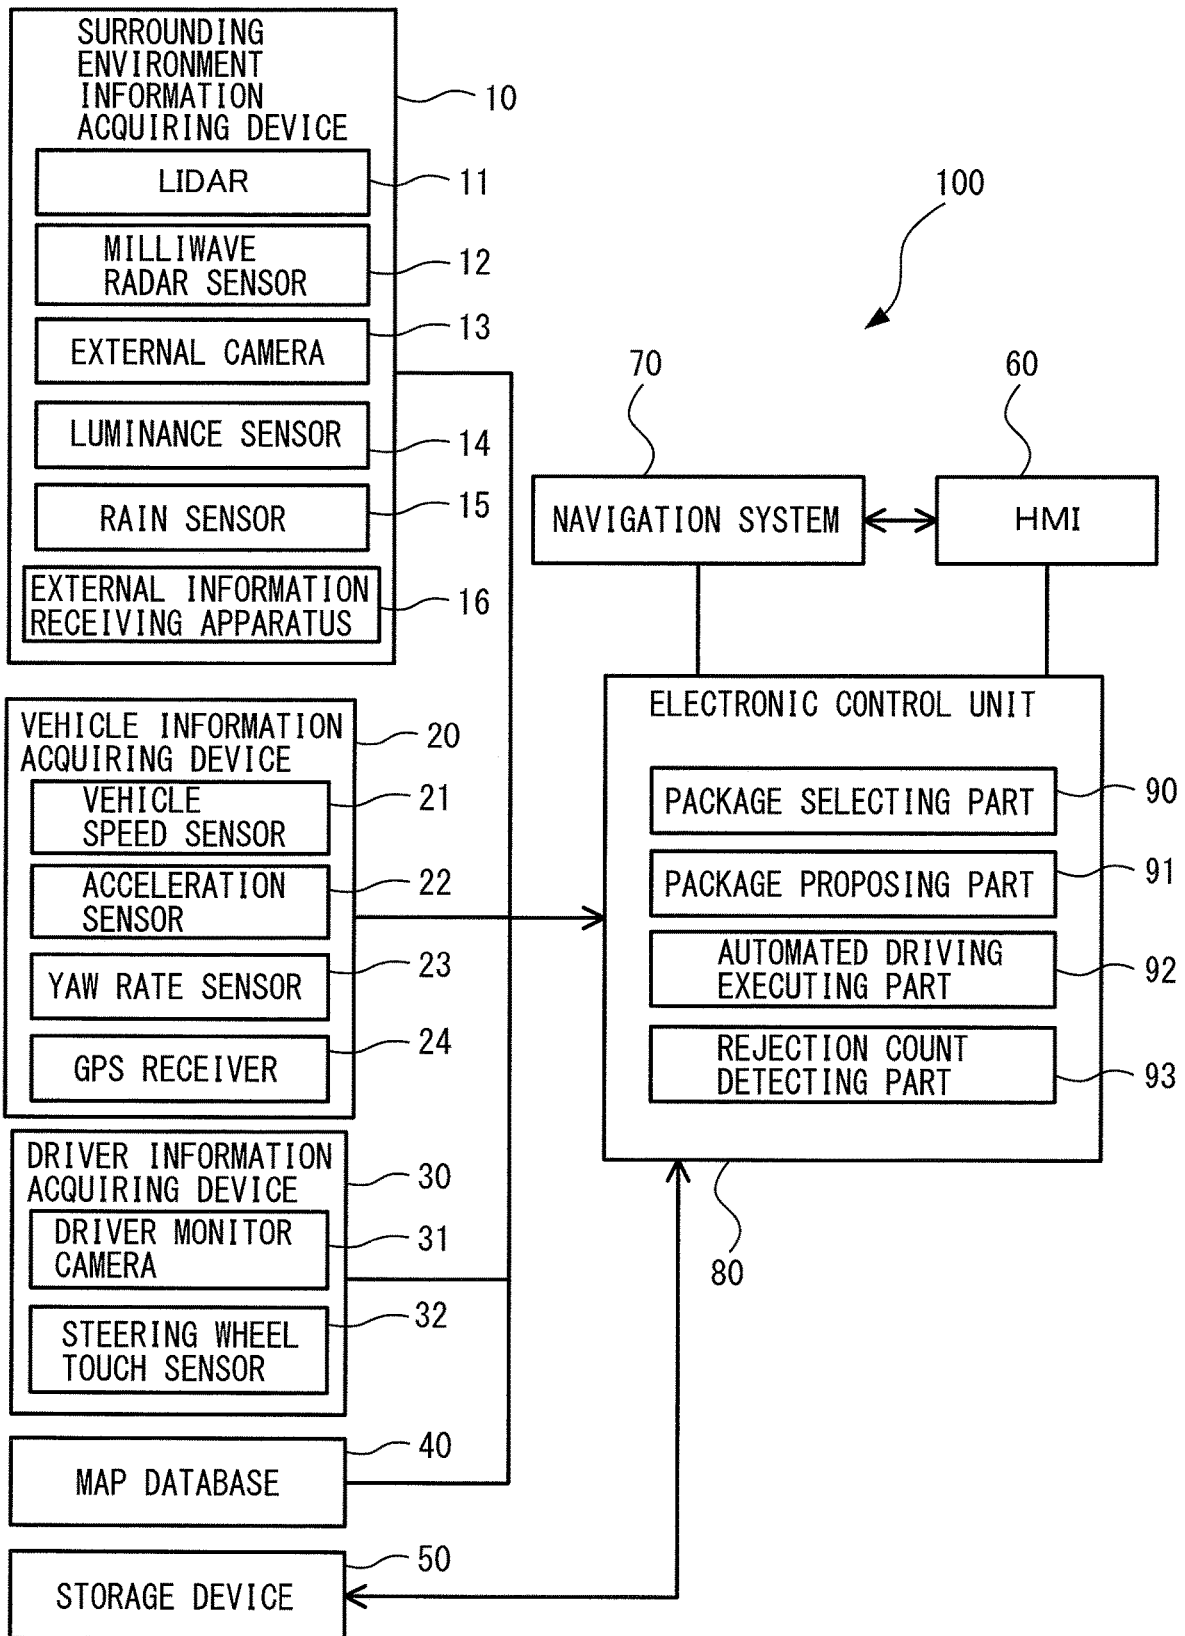 SURROUNDING
ENVIRONMENT
INFORMATION
ACQUIRING DEVICE
10
LIDAR
11
MILLIWAVE
RADAR SENSOR
12
EXTERNAL CAMERA
13
LUMINANCE SENSOR
14
RAIN SENSOR
15
EXTERNAL INFORMATION
RECEIVING APPARATUS
16
VEHICLE INFORMATION
ACQUIRING DEVICE
20
VEHICLE
SPEED SENSOR
21
ACCELERATION
SENSOR
22
YAW RATE SENSOR
23
GPS RECEIVER
24
DRIVER INFORMATION
ACQUIRING DEVICE
30
DRIVER MONITOR
CAMERA
31
STEERING WHEEL
TOUCH SENSOR
32
MAP DATABASE
40
STORAGE DEVICE
50
100
70
NAVIGATION SYSTEM
60
HMI
ELECTRONIC CONTROL UNIT
PACKAGE SELECTING PART
90
PACKAGE PROPOSING PART
91
AUTOMATED DRIVING
EXECUTING PART
92
REJECTION COUNT
DETECTING PART
93
80